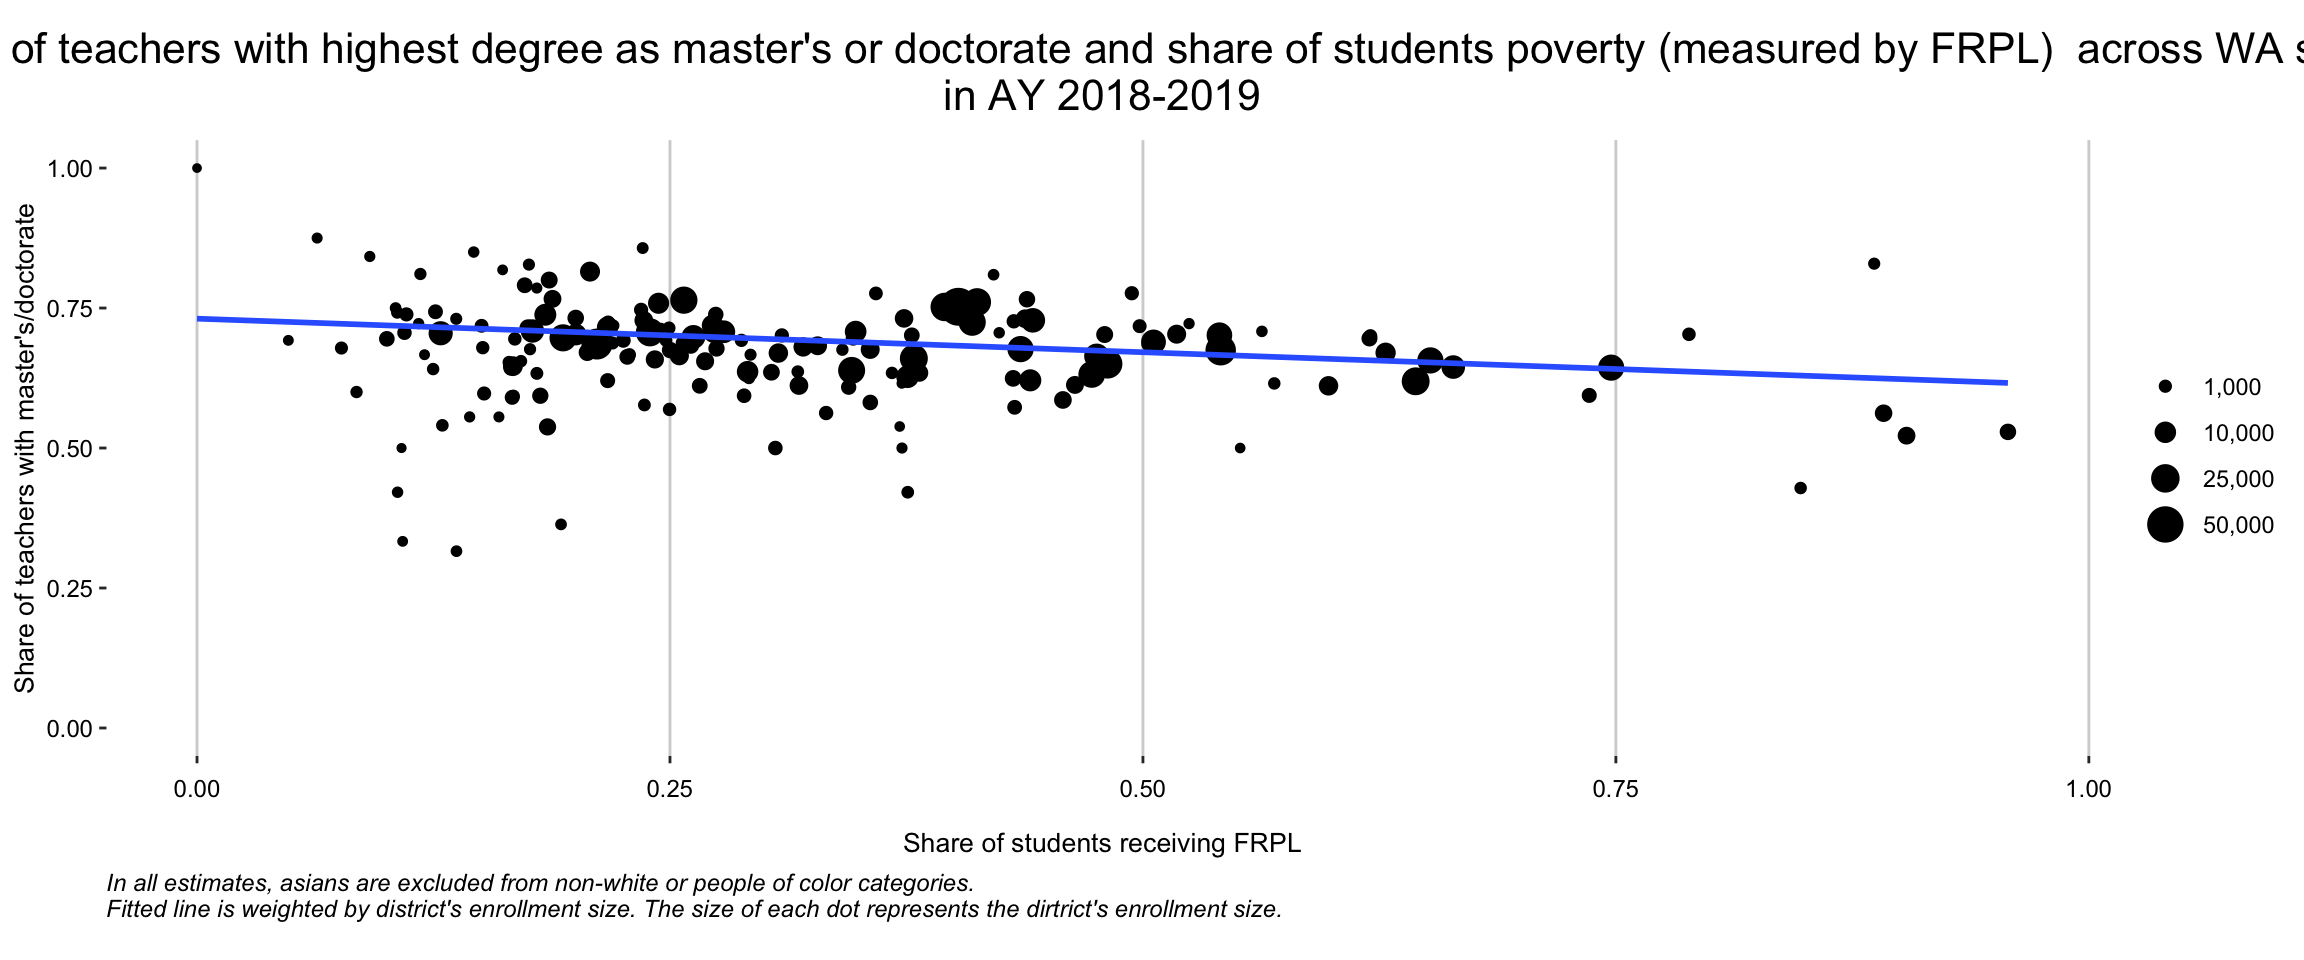 of teachers with highest degree as master's or doctorate and share of students poverty (measured by FRPL)  across WA s
in AY 2018-2019
Share of teachers with master's/doctorate
1.00
0.75
0.50
0.25
0.00
0.00 0.25 0.50 0.75 1.00
Share of students receiving FRPL
1,000
10,000
25,000
50,000
In all estimates, asians are excluded from non-white or people of color categories.
Fitted line is weighted by district's enrollment size. The size of each dot represents the dirtrict's enrollment size.